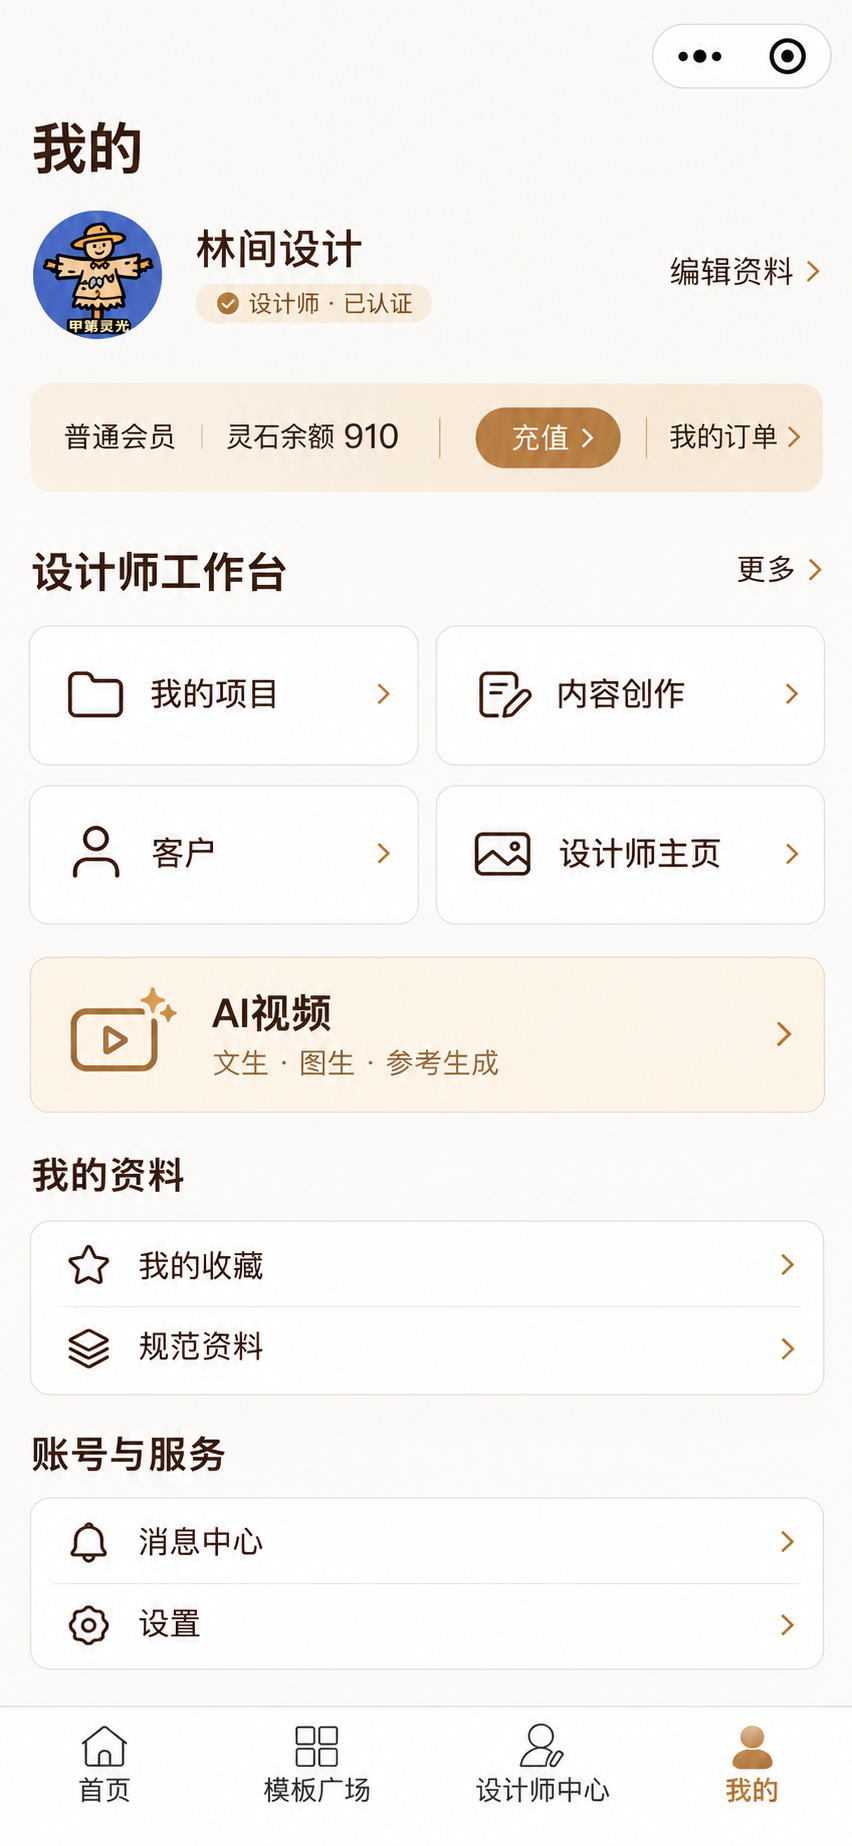 我的
甲第灵光
林间设计
设计师 · 已认证
编辑资料
普通会员 灵石余额 910 充值 我的订单
设计师工作台 更多
我的项目 内容创作
客户 设计师主页
AI视频
文生 · 图生 · 参考生成
我的资料
我的收藏
规范资料
账号与服务
消息中心
设置
首页 模板广场 设计师中心 我的